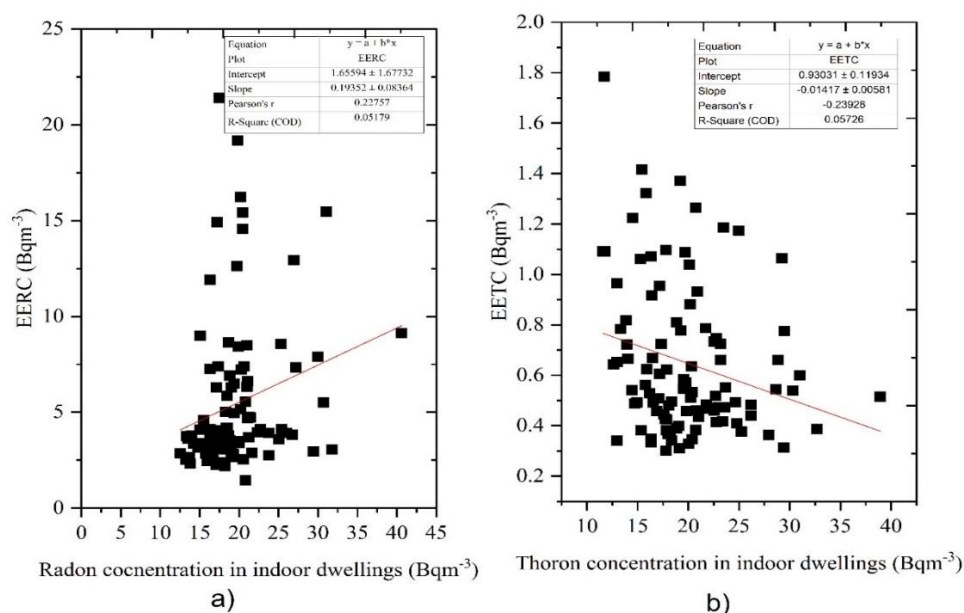 Equation y = a + b*x
Plot EERC
Intercept 1.65594 ± 1.67732
Slope 0.19352 ± 0.08364
Pearson's r 0.22757
R-Square (COD) 0.05179
25
20
15
10
5
0
EERC (Bqm⁻³)
0 5 10 15 20 25 30 35 40 45
Radon cocnentration in indoor dwellings (Bqm⁻³)
a)
Equation y = a + b*x
Plot EETC
Intercept 0.93031 ± 0.11934
Slope -0.01417 ± 0.00581
Pearson's r -0.23928
R-Square (COD) 0.05726
2.0
1.8
1.6
1.4
1.2
1.0
0.8
0.6
0.4
0.2
EETC (Bqm⁻³)
10 15 20 25 30 35 40
Thoron concentration in indoor dwellings (Bqm⁻³)
b)